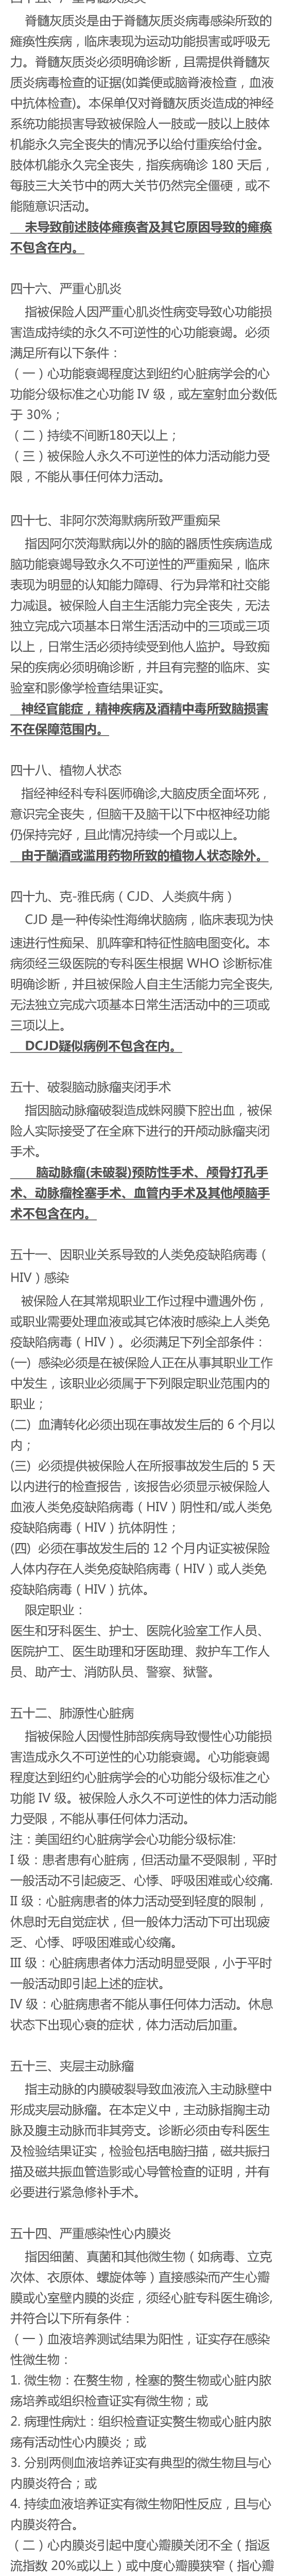 四十五、严重脊髓灰质炎
脊髓灰质炎是由于脊髓灰质炎病毒感染所致的
瘫痪性疾病，临床表现为运动功能损害或呼吸无
力。脊髓灰质炎必须明确诊断，且需提供脊髓灰
质炎病毒检查的证据(如粪便或脑脊液检查，血液
中抗体检查)。本保单仅对脊髓灰质炎造成的神经
系统功能损害导致被保险人一肢或一肢以上肢体
机能永久完全丧失的情况予以给付重疾给付金。
肢体机能永久完全丧失，指疾病确诊 180 天后，
每肢三大关节中的两大关节仍然完全僵硬，或不
能随意识活动。
未导致前述肢体瘫痪者及其它原因导致的瘫痪
不包含在内。
四十六、严重心肌炎
指被保险人因严重心肌炎性病变导致心功能损
害造成持续的永久不可逆性的心功能衰竭。必须
满足所有以下条件：
（一）心功能衰竭程度达到纽约心脏病学会的心
功能分级标准之心功能 IV 级，或左室射血分数低
于 30%；
（二）持续不间断180天以上；
（三）被保险人永久不可逆性的体力活动能力受
限，不能从事任何体力活动。
四十七、非阿尔茨海默病所致严重痴呆
指因阿尔茨海默病以外的脑的器质性疾病造成
脑功能衰竭导致永久不可逆性的严重痴呆，临床
表现为明显的认知能力障碍、行为异常和社交能
力减退。被保险人自主生活能力完全丧失，无法
独立完成六项基本日常生活活动中的三项或三项
以上，日常生活必须持续受到他人监护。导致痴
呆的疾病必须明确诊断，并且有完整的临床、实
验室和影像学检查结果证实。
神经官能症，精神疾病及酒精中毒所致脑损害
不在保障范围内。
四十八、植物人状态
指经神经科专科医师确诊,大脑皮质全面坏死，
意识完全丧失，但脑干及脑干以下中枢神经功能
仍保持完好，且此情况持续一个月或以上。
由于酗酒或滥用药物所致的植物人状态除外。
四十九、克-雅氏病（CJD、人类疯牛病）
CJD 是一种传染性海绵状脑病，临床表现为快
速进行性痴呆、肌阵挛和特征性脑电图变化。本
病须经三级医院的专科医生根据 WHO 诊断标准
明确诊断，并且被保险人自主生活能力完全丧失,
无法独立完成六项基本日常生活活动中的三项或
三项以上。
DCJD疑似病例不包含在内。
五十、破裂脑动脉瘤夹闭手术
指因脑动脉瘤破裂造成蛛网膜下腔出血，被保
险人实际接受了在全麻下进行的开颅动脉瘤夹闭
手术。
脑动脉瘤(未破裂)预防性手术、颅骨打孔手
术、动脉瘤栓塞手术、血管内手术及其他颅脑手
术不包含在内。
五十一、因职业关系导致的人类免疫缺陷病毒（
HIV）感染
被保险人在其常规职业工作过程中遭遇外伤，
或职业需要处理血液或其它体液时感染上人类免
疫缺陷病毒（HIV）。必须满足下列全部条件：
(一) 感染必须是在被保险人正在从事其职业工作
中发生，该职业必须属于下列限定职业范围内的
职业；
(二) 血清转化必须出现在事故发生后的 6 个月以
内；
(三) 必须提供被保险人在所报事故发生后的 5 天
以内进行的检查报告，该报告必须显示被保险人
血液人类免疫缺陷病毒（HIV）阴性和/或人类免
疫缺陷病毒（HIV）抗体阴性；
(四) 必须在事故发生后的 12 个月内证实被保险
人体内存在人类免疫缺陷病毒（HIV）或人类免
疫缺陷病毒（HIV）抗体。
限定职业：
医生和牙科医生、护士、医院化验室工作人员、
医院护工、医生助理和牙医助理、救护车工作人
员、助产士、消防队员、警察、狱警。
五十二、肺源性心脏病
指被保险人因慢性肺部疾病导致慢性心功能损
害造成永久不可逆性的心功能衰竭。心功能衰竭
程度达到纽约心脏病学会的心功能分级标准之心
功能 IV 级。被保险人永久不可逆性的体力活动能
力受限，不能从事任何体力活动。
注：美国纽约心脏病学会心功能分级标准:
I 级：患者患有心脏病，但活动量不受限制，平时
一般活动不引起疲乏、心悸、呼吸困难或心绞痛.
II 级：心脏病患者的体力活动受到轻度的限制，
休息时无自觉症状，但一般体力活动下可出现疲
乏、心悸、呼吸困难或心绞痛。
III 级：心脏病患者体力活动明显受限，小于平时
一般活动即引起上述的症状。
IV 级：心脏病患者不能从事任何体力活动。休息
状态下出现心衰的症状，体力活动后加重。
五十三、夹层主动脉瘤
指主动脉的内膜破裂导致血液流入主动脉壁中
形成夹层动脉瘤。在本定义中，主动脉指胸主动
脉及腹主动脉而非其旁支。诊断必须由专科医生
及检验结果证实，检验包括电脑扫描，磁共振扫
描及磁共振血管造影或心导管检查的证明，并有
必要进行紧急修补手术。
五十四、严重感染性心内膜炎
指因细菌、真菌和其他微生物（如病毒、立克
次体、衣原体、螺旋体等）直接感染而产生心瓣
膜或心室壁内膜的炎症，须经心脏专科医生确诊,
并符合以下所有条件：
（一）血液培养测试结果为阳性，证实存在感染
性微生物：
1. 微生物：在赘生物，栓塞的赘生物或心脏内脓
疡培养或组织检查证实有微生物；或
2. 病理性病灶：组织检查证实赘生物或心脏内脓
疡有活动性心内膜炎；或
3. 分别两侧血液培养证实有典型的微生物且与心
内膜炎符合；或
4. 持续血液培养证实有微生物阳性反应，且与心
内膜炎符合。
（二）心内膜炎引起中度心瓣膜关闭不全（指返
流指数 20%或以上）或中度心瓣膜狭窄（指心瓣